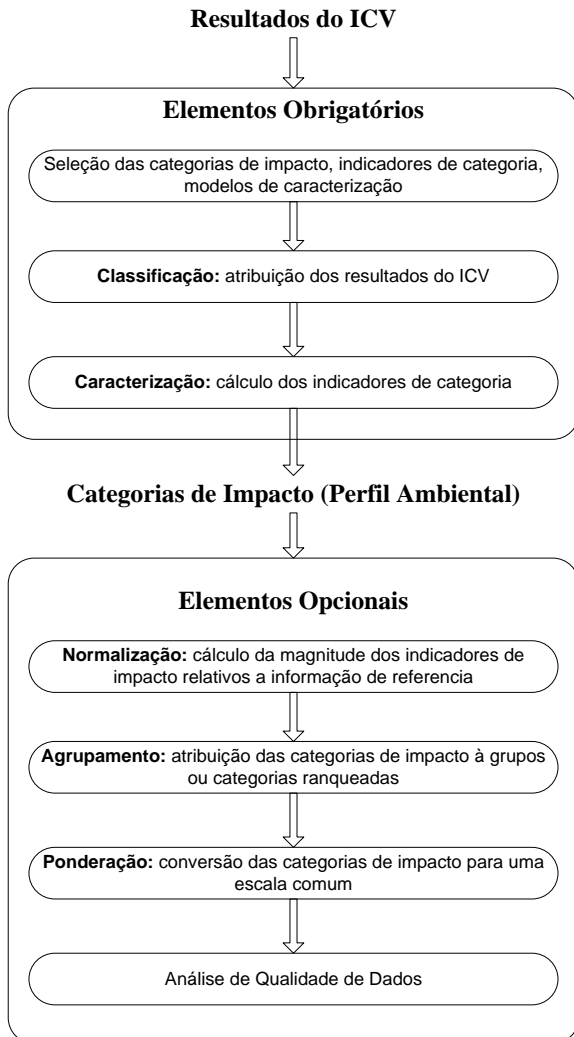 Resultados do ICV
Elementos Obrigatórios
Seleção das categorias de impacto, indicadores de categoria,
modelos de caracterização
Classificação: atribuição dos resultados do ICV
Caracterização: cálculo dos indicadores de categoria
Categorias de Impacto (Perfil Ambiental)
Elementos Opcionais
Normalização: cálculo da magnitude dos indicadores de
impacto relativos a informação de referencia
Agrupamento: atribuição das categorias de impacto à grupos
ou categorias ranqueadas
Ponderação: conversão das categorias de impacto para uma
escala comum
Análise de Qualidade de Dados